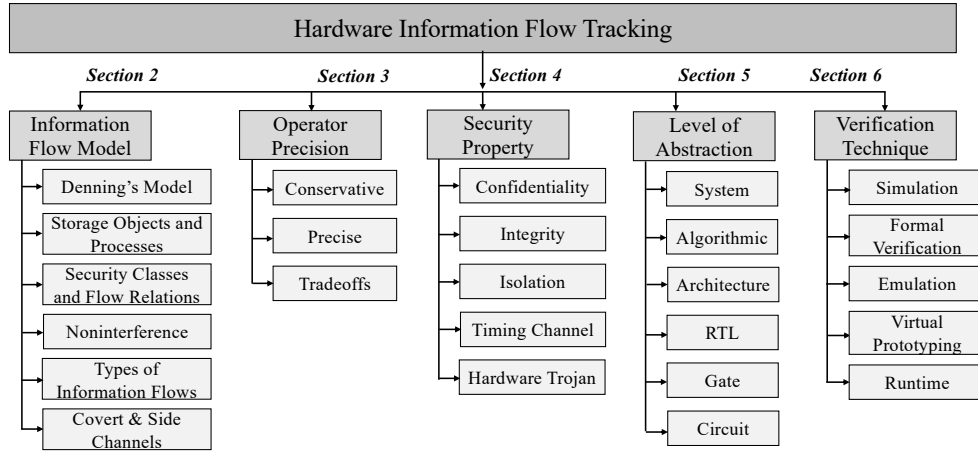 Hardware Information Flow Tracking
Section 2
Section 3
Section 4
Section 5
Section 6
Information
Flow Model
Denning's Model
Storage Objects and
Processes
Security Classes
and Flow Relations
Noninterference
Types of
Information Flows
Covert & Side
Channels
Operator
Precision
Conservative
Precise
Tradeoffs
Security
Property
Confidentiality
Integrity
Isolation
Timing Channel
Hardware Trojan
Level of
Abstraction
System
Algorithmic
Architecture
RTL
Gate
Circuit
Verification
Technique
Simulation
Formal
Verification
Emulation
Virtual
Prototyping
Runtime